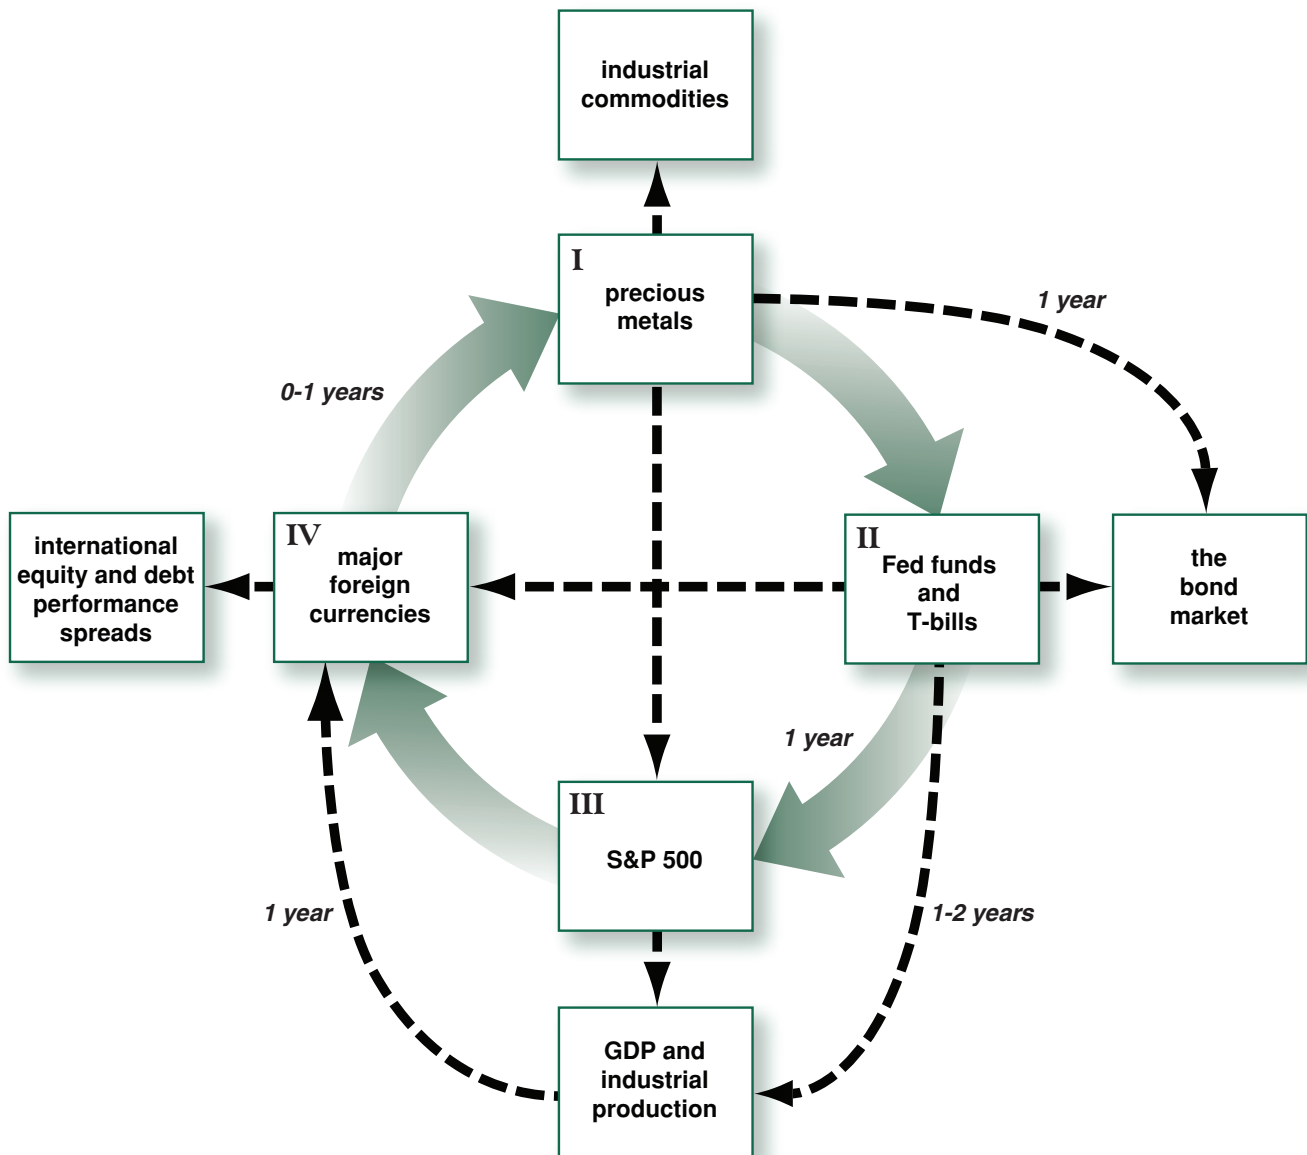 industrial
commodities
I
precious
metals
1 year
0-1 years
international
equity and debt
performance
spreads
IV
major
foreign
currencies
II
Fed funds
and
T-bills
the
bond
market
1 year
III
S&P 500
1 year
1-2 years
GDP and
industrial
production